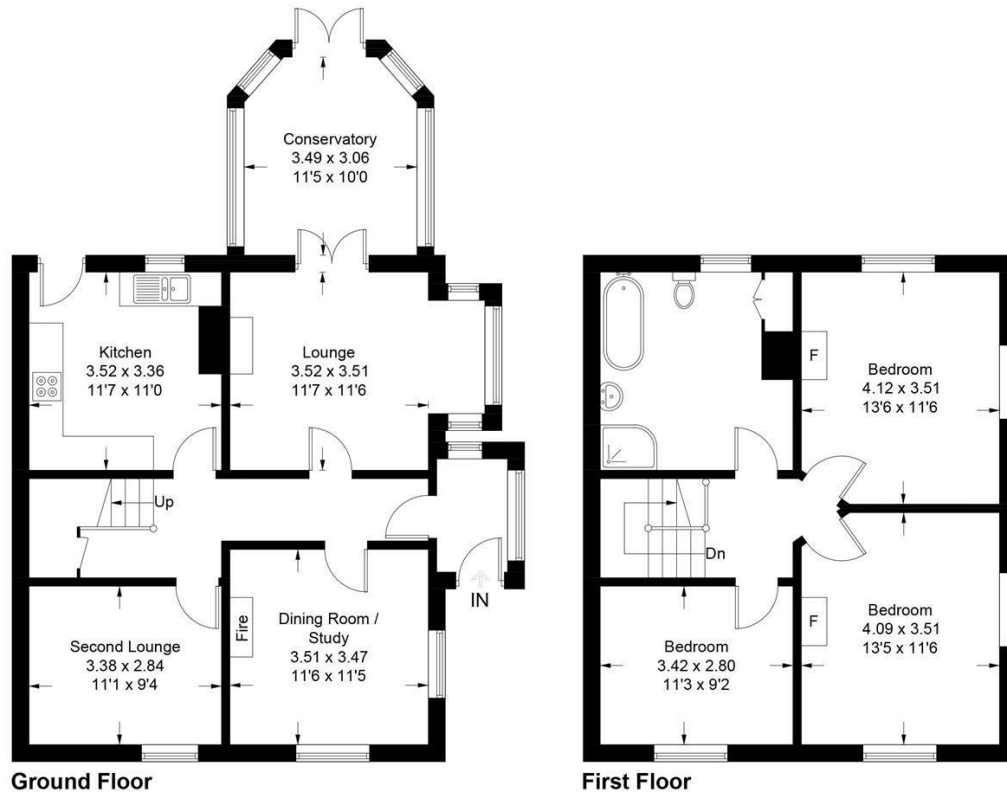 Conservatory
3.49 x 3.06
11'5 x 10'0
Kitchen
3.52 x 3.36
11'7 x 11'0
Lounge
3.52 x 3.51
11'7 x 11'6
Up
IN
Second Lounge
3.38 x 2.84
11'1 x 9'4
Fire
Dining Room /
Study
3.51 x 3.47
11'6 x 11'5
Ground Floor
F
Bedroom
4.12 x 3.51
13'6 x 11'6
Dn
Bedroom
3.42 x 2.80
11'3 x 9'2
F
Bedroom
4.09 x 3.51
13'5 x 11'6
First Floor